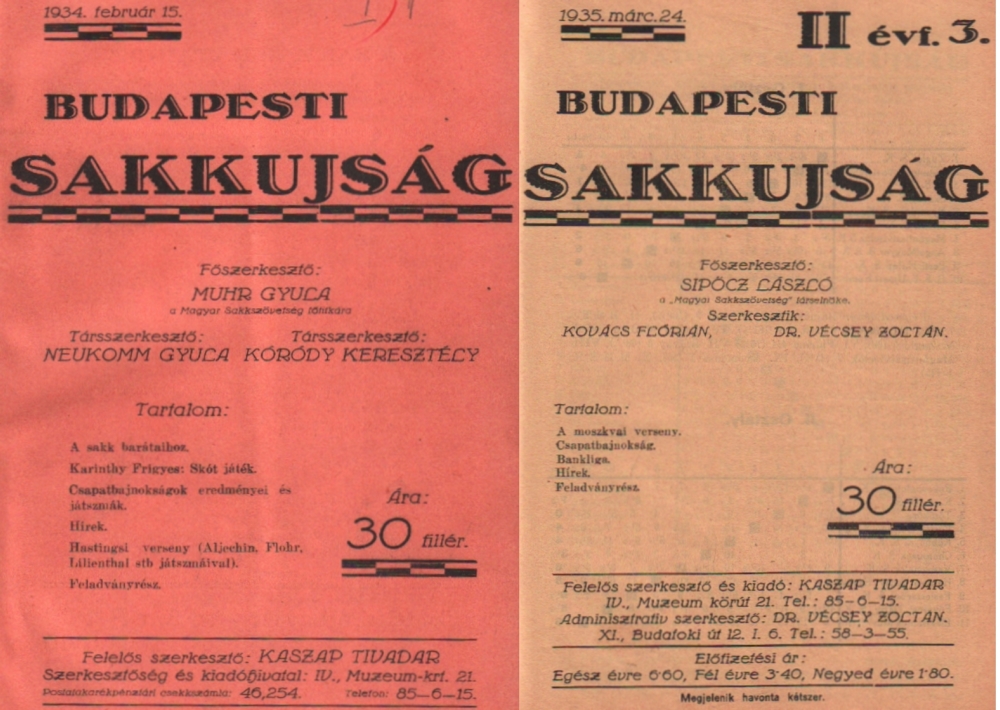 1934. február 15.
BUDAPESTI
SAKKUJSÁG
Főszerkesztő:
MUHR GYULA
a Magyar Sakkszövetség főtitkára
Társszerkesztő: Társszerkesztő:
NEUKOMM GYULA KÓRÓDY KERESZTÉLY
Tartalom:
A sakk barátaihoz.
Karinthy Frigyes: Skót játék.
Csapatbajnokságok eredményei és
játszmák.
Hírek.
Hastingsi verseny (Aljechin, Flohr,
Lilienthal stb játszmáival).
Feladványrész.
Ára:
30 fillér.
Felelős szerkesztő: KASZAP TIVADAR
Szerkesztőség és kiadóhivatal: IV., Muzeum-krt. 21.
Postatakarékpénztári csekkszámla: 46,254. Telefon: 85-6-15.
1935. márc. 24.
II évf. 3.
BUDAPESTI
SAKKUJSÁG
Főszerkesztő:
SIPŐCZ LÁSZLÓ
a „Magyar Sakkszövetség" társelnöke.
Szerkesztik:
KOVÁCS FLÓRIÁN, DR. VÉCSEY ZOLTÁN.
Tartalom:
A moszkvai verseny.
Csapatbajnokság.
Bankliga.
Hírek.
Feladványrész.
Ára:
30 fillér.
Felelős szerkesztő és kiadó: KASZAP TIVADAR
IV., Muzeum körút 21. Tel.: 85-6-15.
Adminisztratív szerkesztő: DR. VÉCSEY ZOLTÁN.
XI., Budafoki út 12. I. 6. Tel.: 58-3-55.
Előfizetési ár:
Egész évre 6·60, Fél évre 3·40, Negyed évre 1·80.
Megjelenik havonta kétszer.